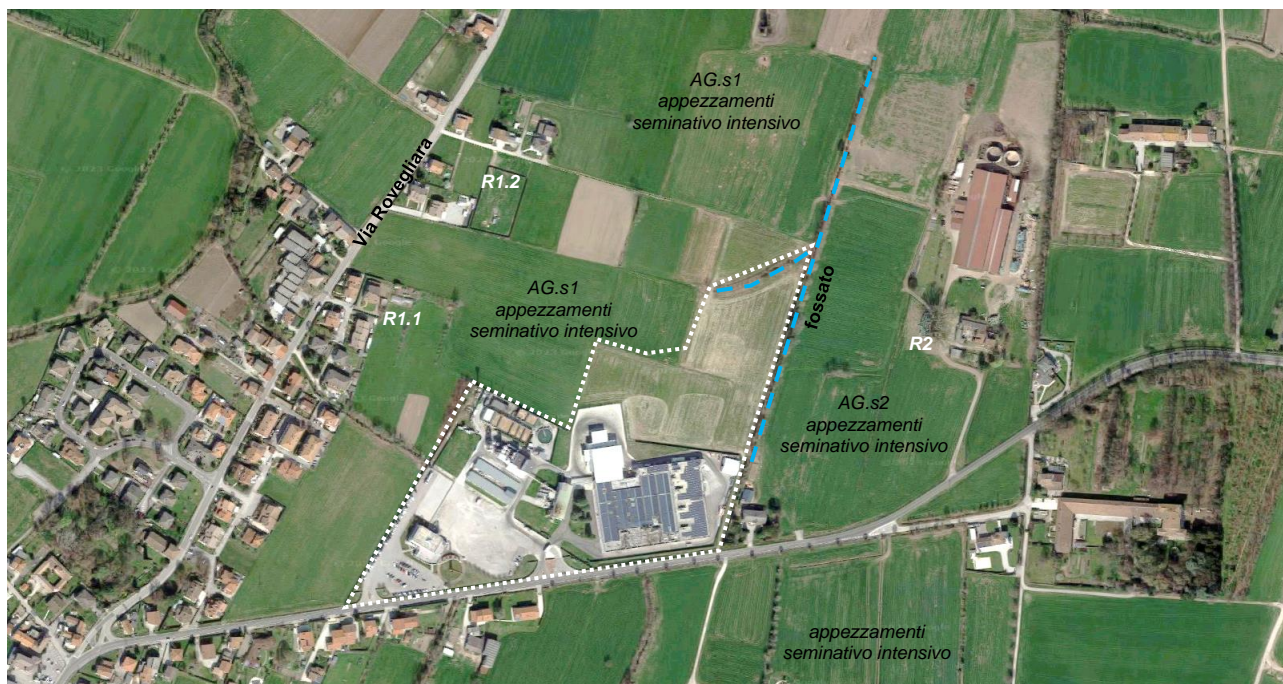 AG.s1
appezzamenti
seminativo intensivo
Via Rovegliara
R1.2
fossato
AG.s1
appezzamenti
seminativo intensivo
R1.1
R2
AG.s2
appezzamenti
seminativo intensivo
appezzamenti
seminativo intensivo